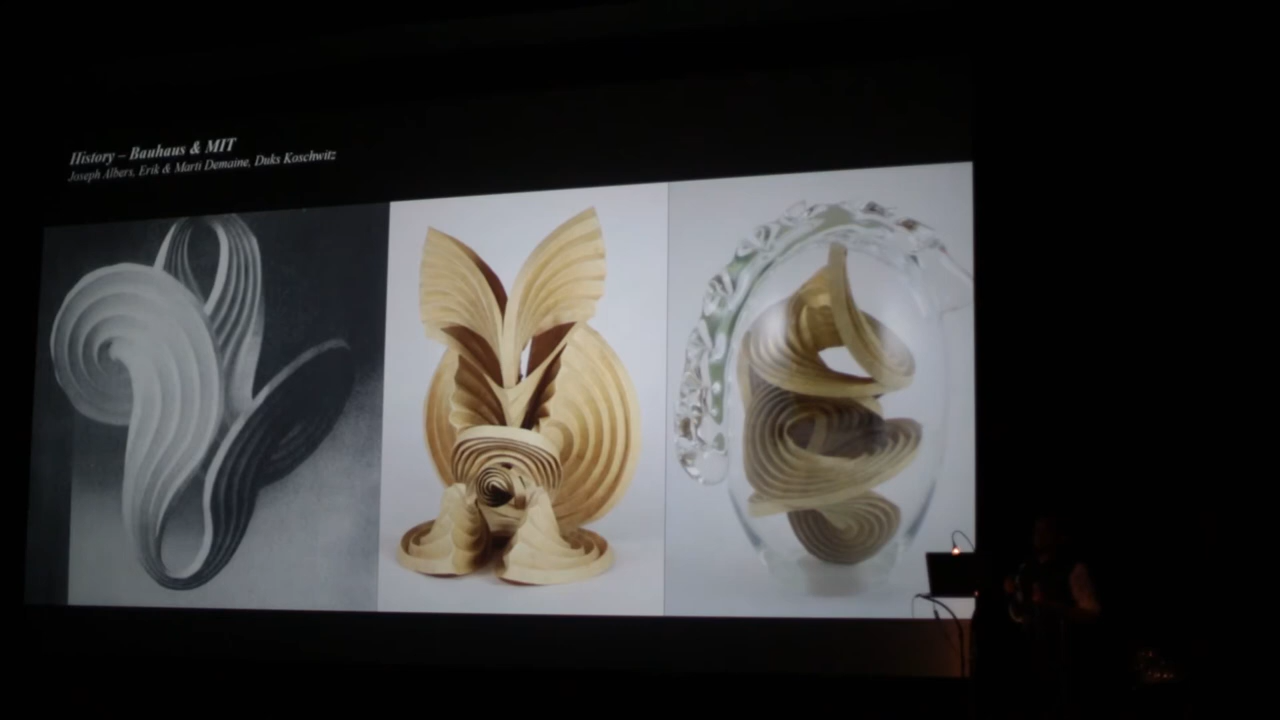 History – Bauhaus & MIT
Joseph Albers, Erik & Marti Demaine, Duks Koschwitz